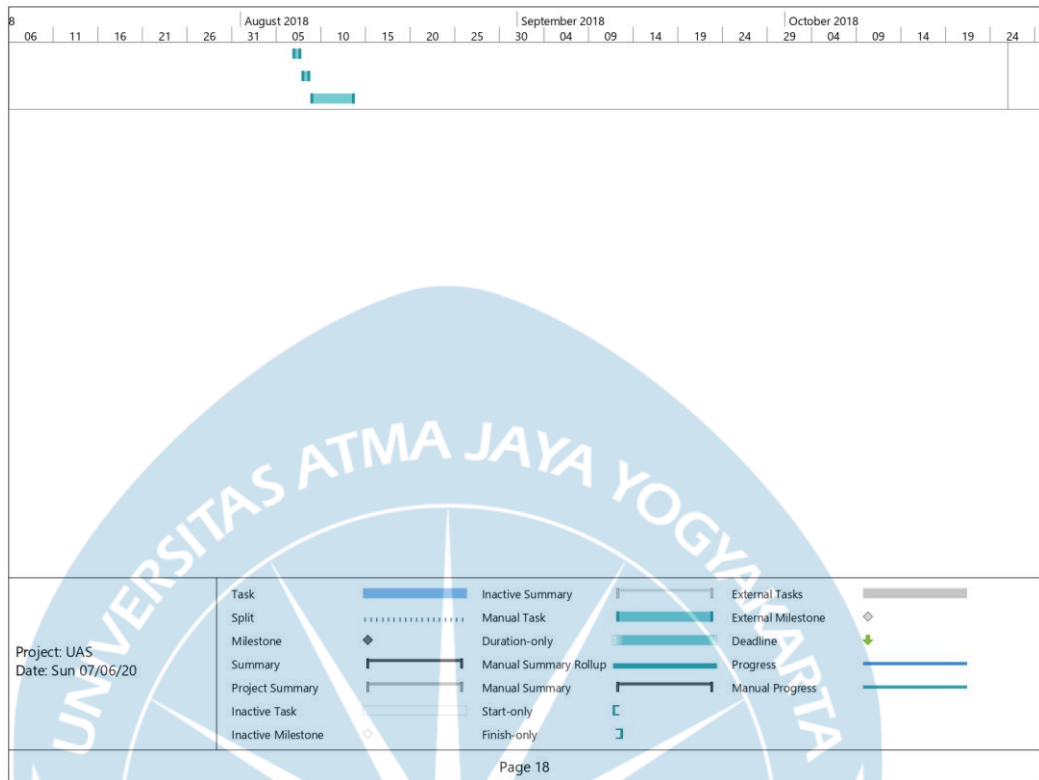 8 August 2018 September 2018 October 2018
06 11 16 21 26 31 05 10 15 20 25 30 04 09 14 19 24 29 04 09 14 19 24
UNIVERSITAS ATMA JAYA YOGYAKARTA
Project: UAS
Date: Sun 07/06/20
Task
Split
Milestone
Summary
Project Summary
Inactive Task
Inactive Milestone
Inactive Summary
Manual Task
Duration-only
Manual Summary Rollup
Manual Summary
Start-only
Finish-only
External Tasks
External Milestone
Deadline
Progress
Manual Progress
Page 18